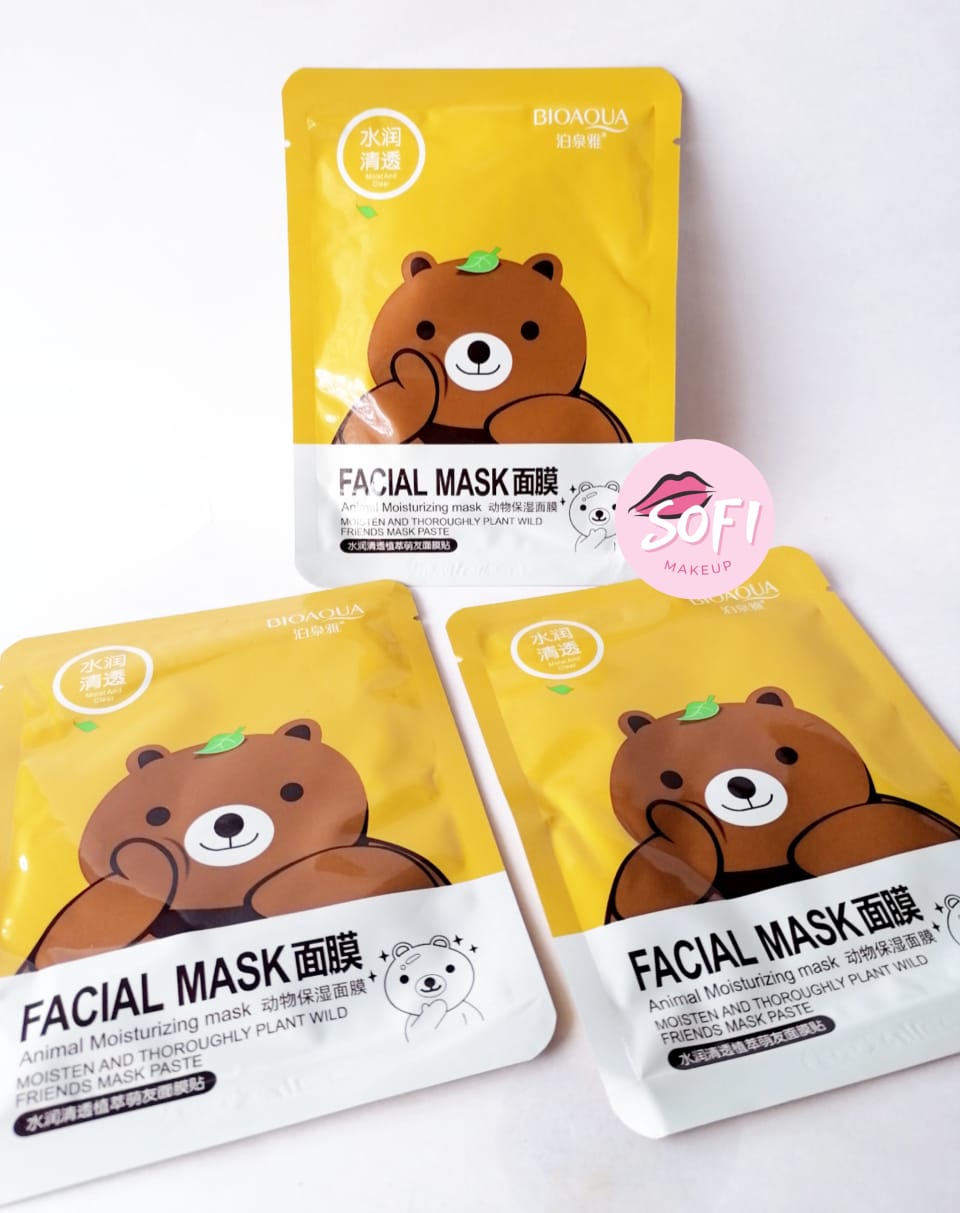 BIOAQUA
泊泉雅®
水润
清透
Moist And
Clear
FACIAL MASK面膜
Animal Moisturizing mask 动物保湿面膜
MOISTEN AND THOROUGHLY PLANT WILD
FRIENDS MASK PASTE
水润清透植萃萌友面膜贴
SOFI
MAKEUP
BIOAQUA
泊泉雅®
水润
清透
Moist And
Clear
FACIAL MASK面膜
Animal Moisturizing mask 动物保湿面膜
MOISTEN AND THOROUGHLY PLANT WILD
FRIENDS MASK PASTE
水润清透植萃萌友面膜贴
BIOAQUA
泊泉雅®
水润
清透
Moist And
Clear
FACIAL MASK面膜
Animal Moisturizing mask 动物保湿面膜
MOISTEN AND THOROUGHLY PLANT WILD
FRIENDS MASK PASTE
水润清透植萃萌友面膜贴